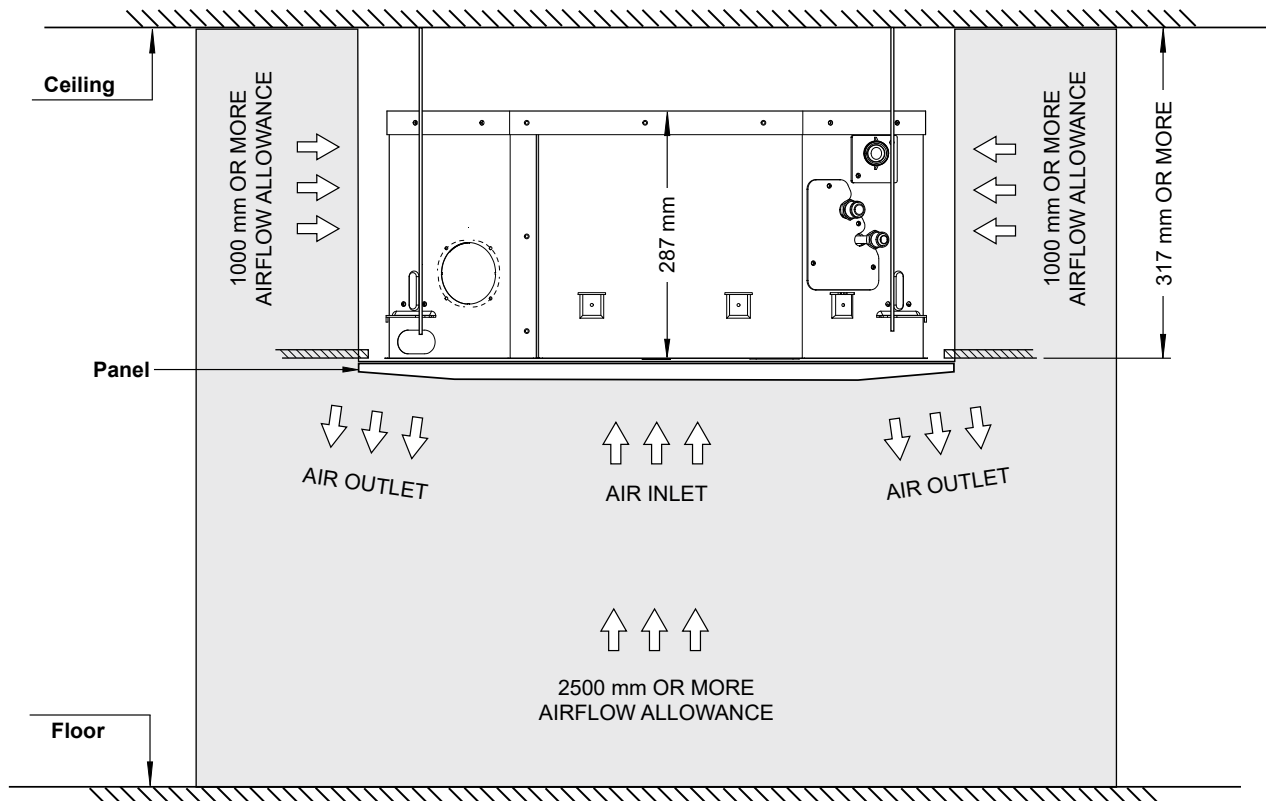 Ceiling
1000 mm OR MORE
AIRFLOW ALLOWANCE
287 mm
1000 mm OR MORE
AIRFLOW ALLOWANCE
317 mm OR MORE
Panel
AIR OUTLET
AIR INLET
AIR OUTLET
2500 mm OR MORE
AIRFLOW ALLOWANCE
Floor